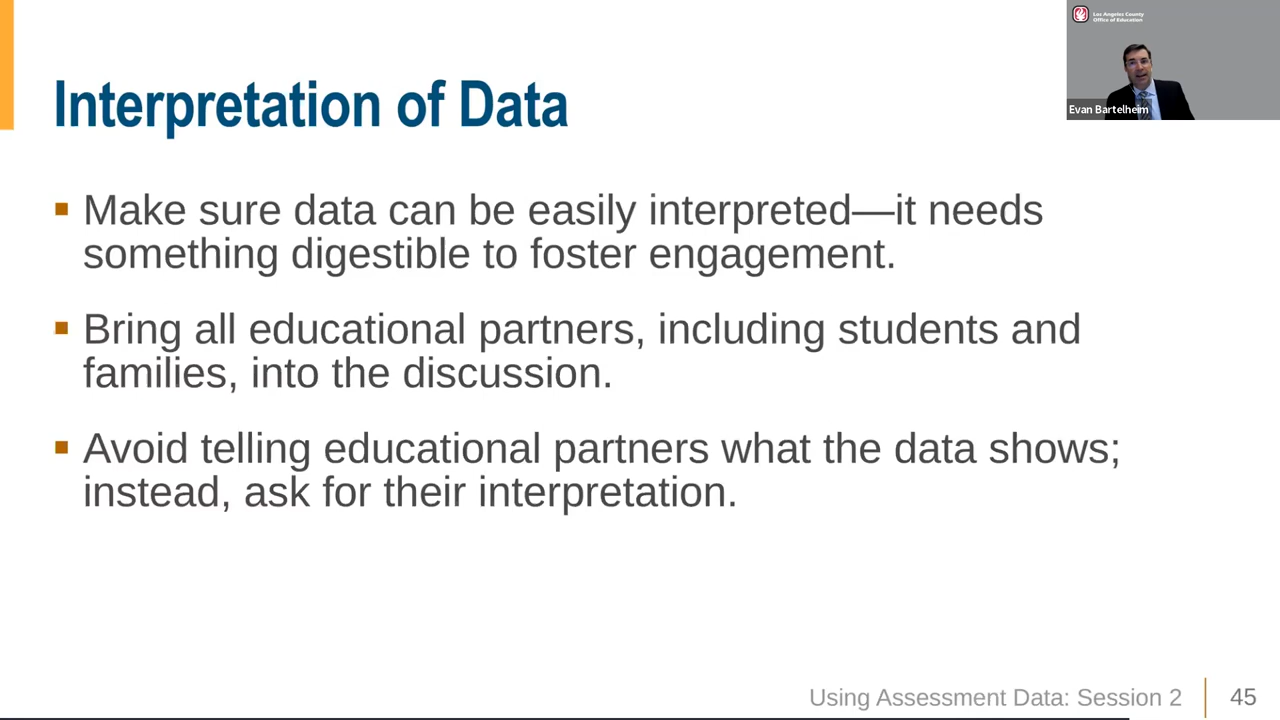 Los Angeles County
Office of Education
Evan Bartelheim
Interpretation of Data
▪ Make sure data can be easily interpreted—it needs
something digestible to foster engagement.
▪ Bring all educational partners, including students and
families, into the discussion.
▪ Avoid telling educational partners what the data shows;
instead, ask for their interpretation.
Using Assessment Data: Session 2
45